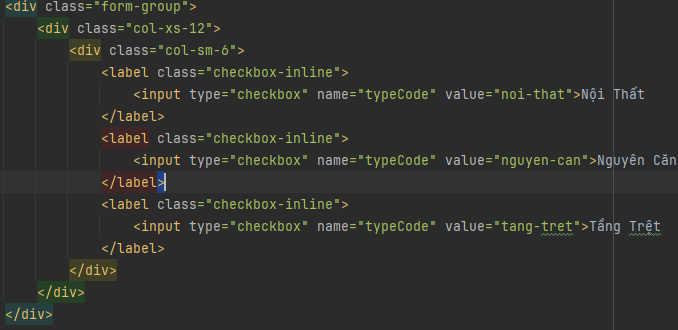 <div class="form-group">
<div class="col-xs-12">
<div class="col-sm-6">
<label class="checkbox-inline">
<input type="checkbox" name="typeCode" value="noi-that">Nội Thất
</label>
<label class="checkbox-inline">
<input type="checkbox" name="typeCode" value="nguyen-can">Nguyên Căn
</label>
<label class="checkbox-inline">
<input type="checkbox" name="typeCode" value="tang-tret">Tầng Trệt
</label>
</div>
</div>
</div>